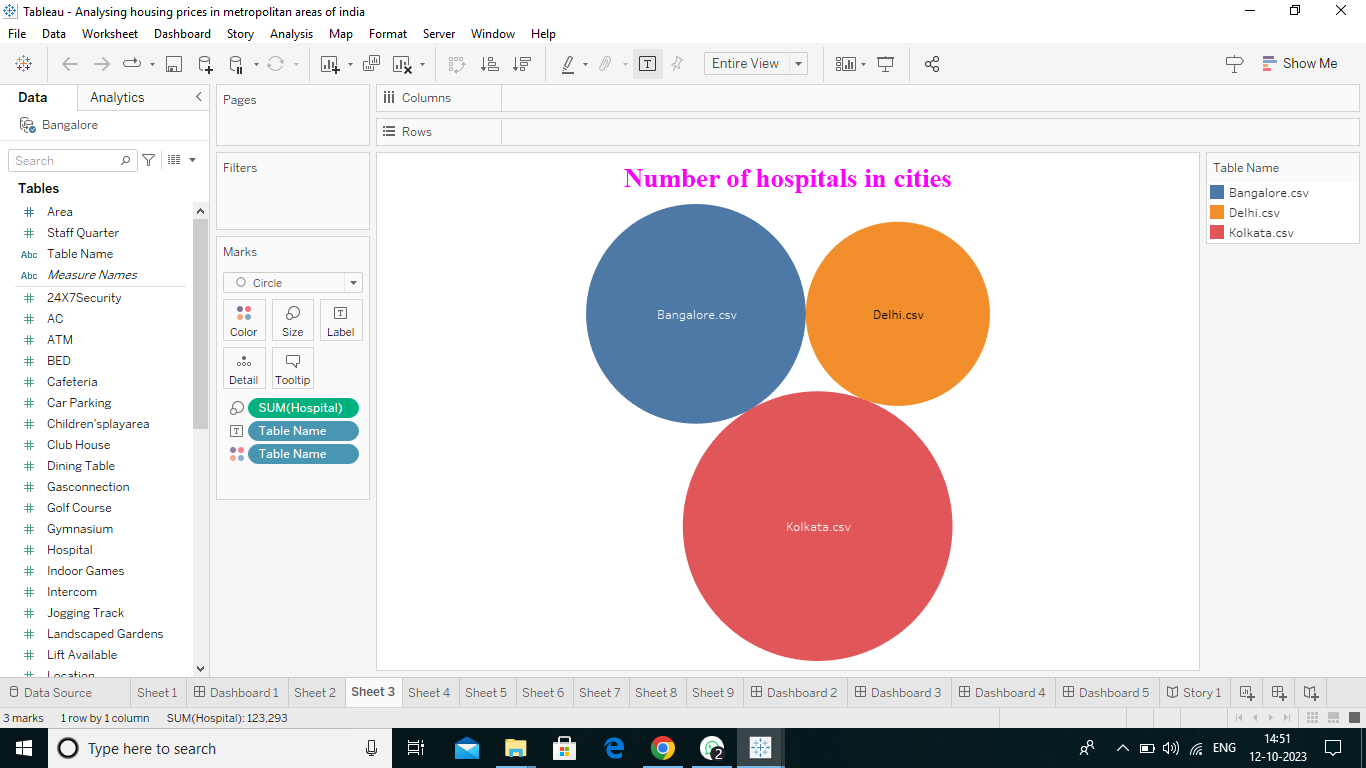 Tableau - Analysing housing prices in metropolitan areas of india
File Data Worksheet Dashboard Story Analysis Map Format Server Window Help
Entire View
Show Me
Data Analytics
Bangalore
Search
Tables
Area
Staff Quarter
Abc Table Name
Abc Measure Names
24X7Security
AC
ATM
BED
Cafeteria
Car Parking
Children'splayarea
Club House
Dining Table
Gasconnection
Golf Course
Gymnasium
Hospital
Indoor Games
Intercom
Jogging Track
Landscaped Gardens
Lift Available
Location
Pages
Filters
Marks
Circle
Color Size Label
Detail Tooltip
SUM(Hospital)
Table Name
Table Name
Columns
Rows
Number of hospitals in cities
Bangalore.csv
Delhi.csv
Kolkata.csv
Table Name
Bangalore.csv
Delhi.csv
Kolkata.csv
Data Source Sheet 1 Dashboard 1 Sheet 2 Sheet 3 Sheet 4 Sheet 5 Sheet 6 Sheet 7 Sheet 8 Sheet 9 Dashboard 2 Dashboard 3 Dashboard 4 Dashboard 5 Story 1
3 marks 1 row by 1 column SUM(Hospital): 123,293
Type here to search
2
ENG
14:51
12-10-2023